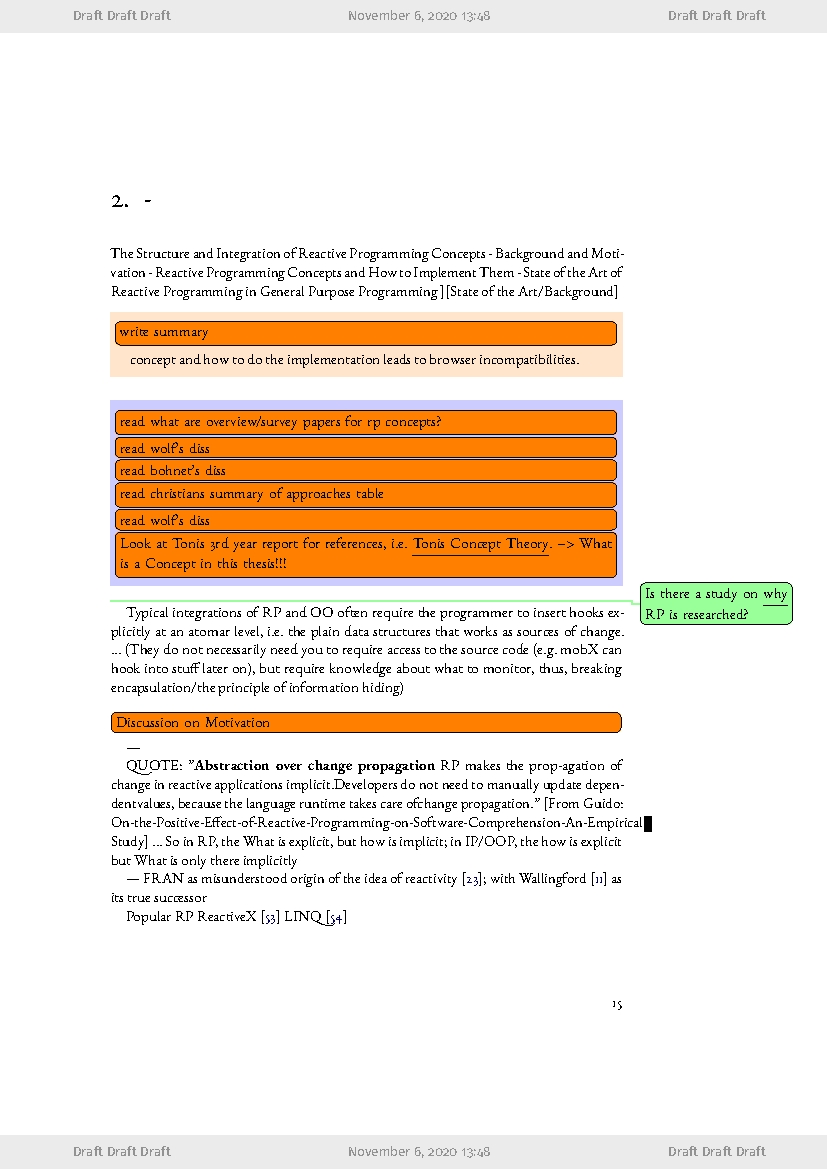 Draft Draft Draft November 6, 2020 13:48 Draft Draft Draft
2. -
The Structure and Integration of Reactive Programming Concepts - Background and Moti-
vation - Reactive Programming Concepts and How to Implement Them - State of the Art of
Reactive Programming in General Purpose Programming ] [State of the Art/Background]
write summary
concept and how to do the implementation leads to browser incompatibilities.
read what are overview/survey papers for rp concepts?
read wolf's diss
read bohnet's diss
read christians summary of approaches table
read wolf's diss
Look at Tonis 3rd year report for references, i.e. Tonis Concept Theory. –> What
is a Concept in this thesis!!!
Is there a study on why
RP is researched?
Typical integrations of RP and OO often require the programmer to insert hooks ex-
plicitly at an atomar level, i.e. the plain data structures that works as sources of change.
... (They do not necessarily need you to require access to the source code (e.g. mobX can
hook into stuff later on), but require knowledge about what to monitor, thus, breaking
encapsulation/the principle of information hiding)
Discussion on Motivation
—
QUOTE: ”Abstraction over change propagation RP makes the prop-agation of
change in reactive applications implicit.Developers do not need to manually update depen-
dentvalues, because the language runtime takes care ofchange propagation.” [From Guido:
On-the-Positive-Effect-of-Reactive-Programming-on-Software-Comprehension-An-Empirical
Study] ... So in RP, the What is explicit, but how is implicit; in IP/OOP, the how is explicit
but What is only there implicitly
— FRAN as misunderstood origin of the idea of reactivity [23]; with Wallingford [11] as
its true successor
Popular RP ReactiveX [53] LINQ [54]
15
Draft Draft Draft November 6, 2020 13:48 Draft Draft Draft